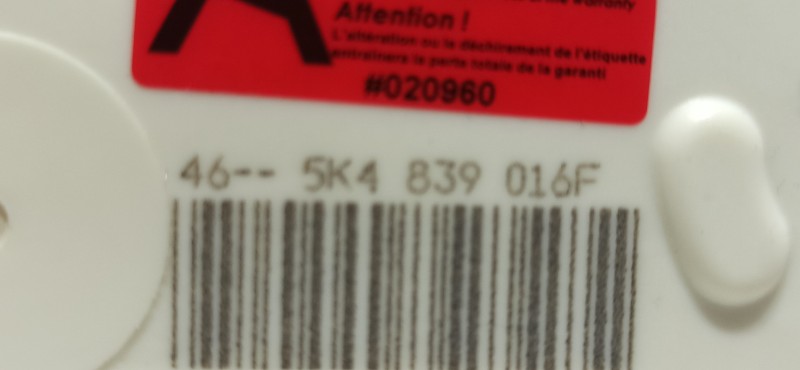 Attention !
L'altération ou le déchirement de l'étiquette
entraînera la perte totale de la garanti
#020960
46-- 5K4 839 016F